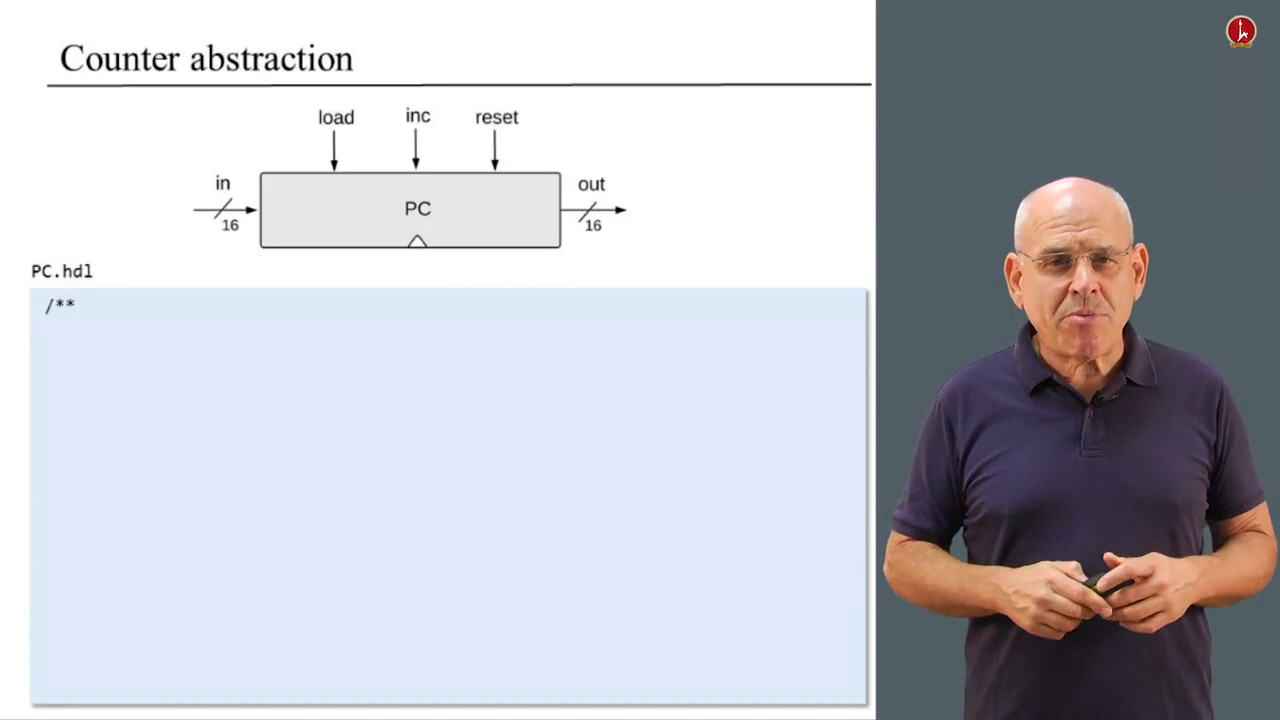 Counter abstraction
load inc reset
in out
PC
16 16
PC.hdl
/**